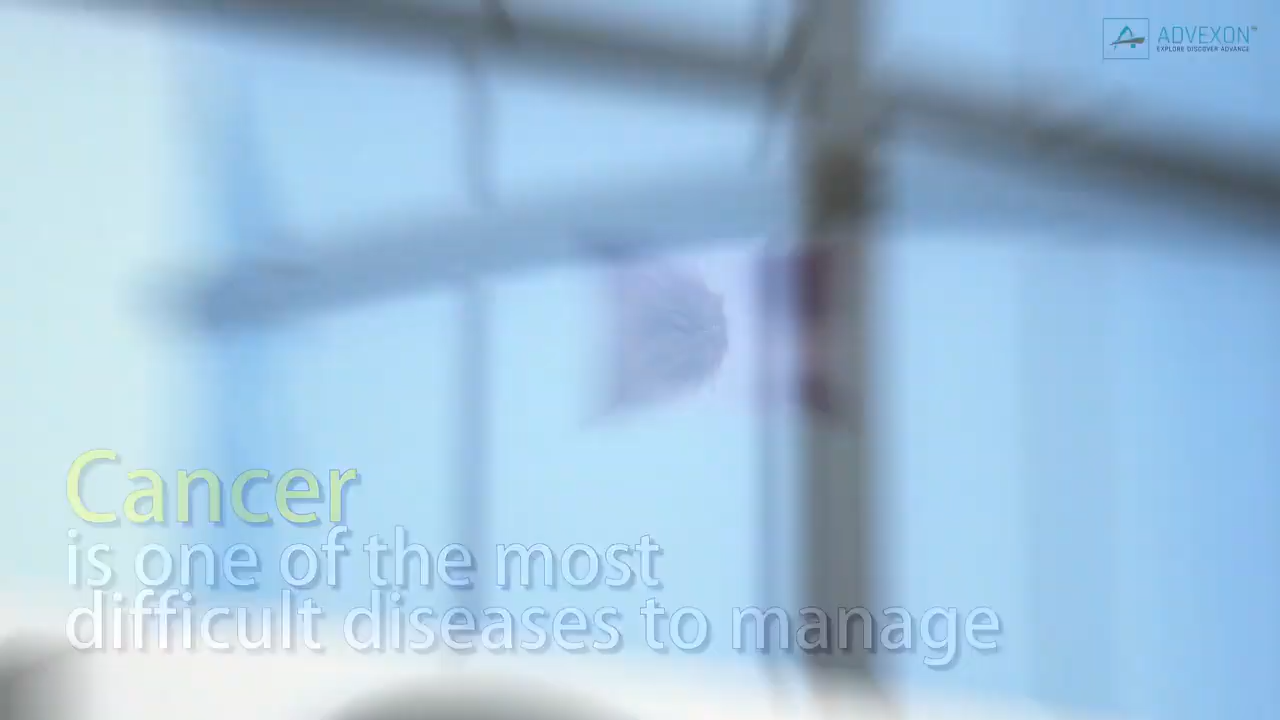 ADVEXON™
EXPLORE DISCOVER ADVANCE
Cancer
is one of the most
difficult diseases to manage